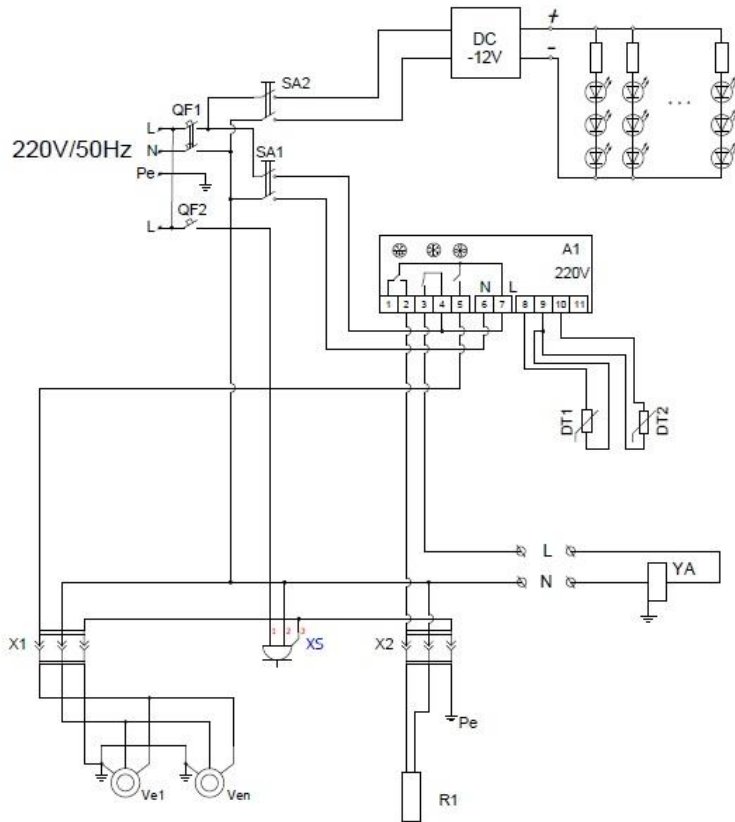 DC
-12V
+
-
...
SA2
QF1
L
N
220V/50Hz
Pe
SA1
QF2
L
A1
220V
N L
1 2 3 4 5 6 7 8 9 10 11
DT1
DT2
L
N
YA
1 2 3
X1
XS
X2
Pe
Ve1
Ven
R1